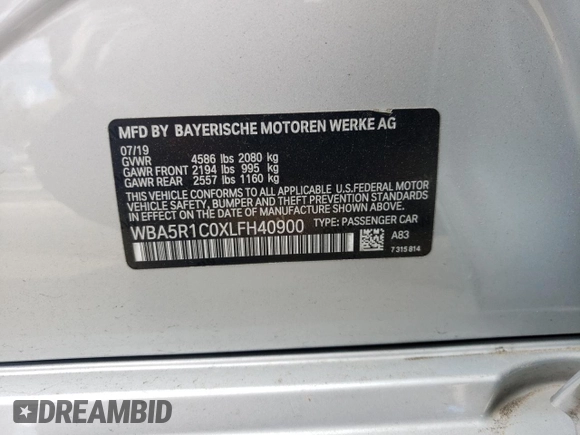 MFD BY BAYERISCHE MOTOREN WERKE AG
07/19
GVWR 4586 lbs 2080 kg
GAWR FRONT 2194 lbs 995 kg
GAWR REAR 2557 lbs 1160 kg
THIS VEHICLE CONFORMS TO ALL APPLICABLE U.S.FEDERAL MOTOR
VEHICLE SAFETY, BUMPER AND THEFT PREVENTION STANDARDS
IN EFFECT ON THE DATE OF MANUFACTURE SHOWN ABOVE.
WBA5R1C0XLFH40900 TYPE: PASSENGER CAR
A83
7 315 814
DREAMBID